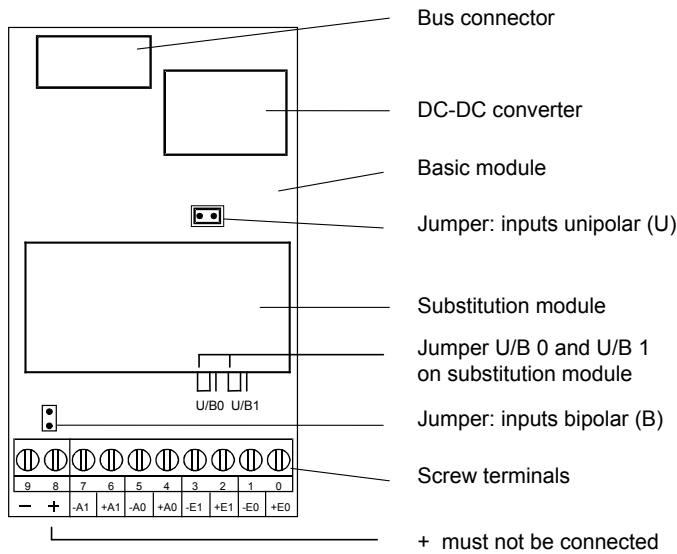 Bus connector
DC-DC converter
Basic module
Jumper: inputs unipolar (U)
Substitution module
Jumper U/B 0 and U/B 1
on substitution module
U/B0 U/B1
Jumper: inputs bipolar (B)
Screw terminals
9 8 7 6 5 4 3 2 1 0
– + -A1 +A1 -A0 +A0 -E1 +E1 -E0 +E0
+ must not be connected